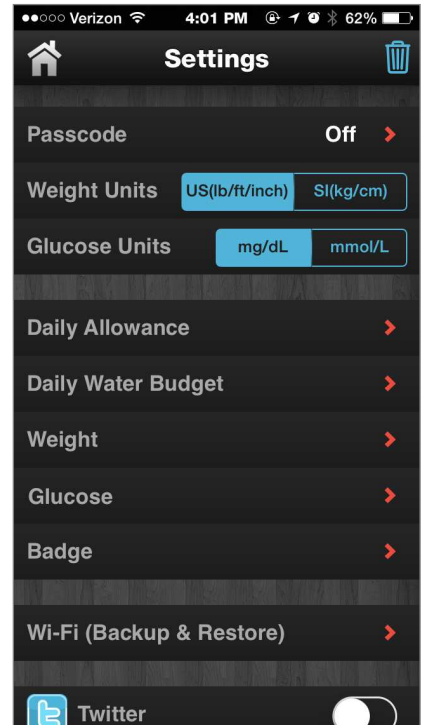 Verizon 4:01 PM 62%
Settings
Passcode Off
Weight Units US(lb/ft/inch) SI(kg/cm)
Glucose Units mg/dL mmol/L
Daily Allowance
Daily Water Budget
Weight
Glucose
Badge
Wi-Fi (Backup & Restore)
Twitter